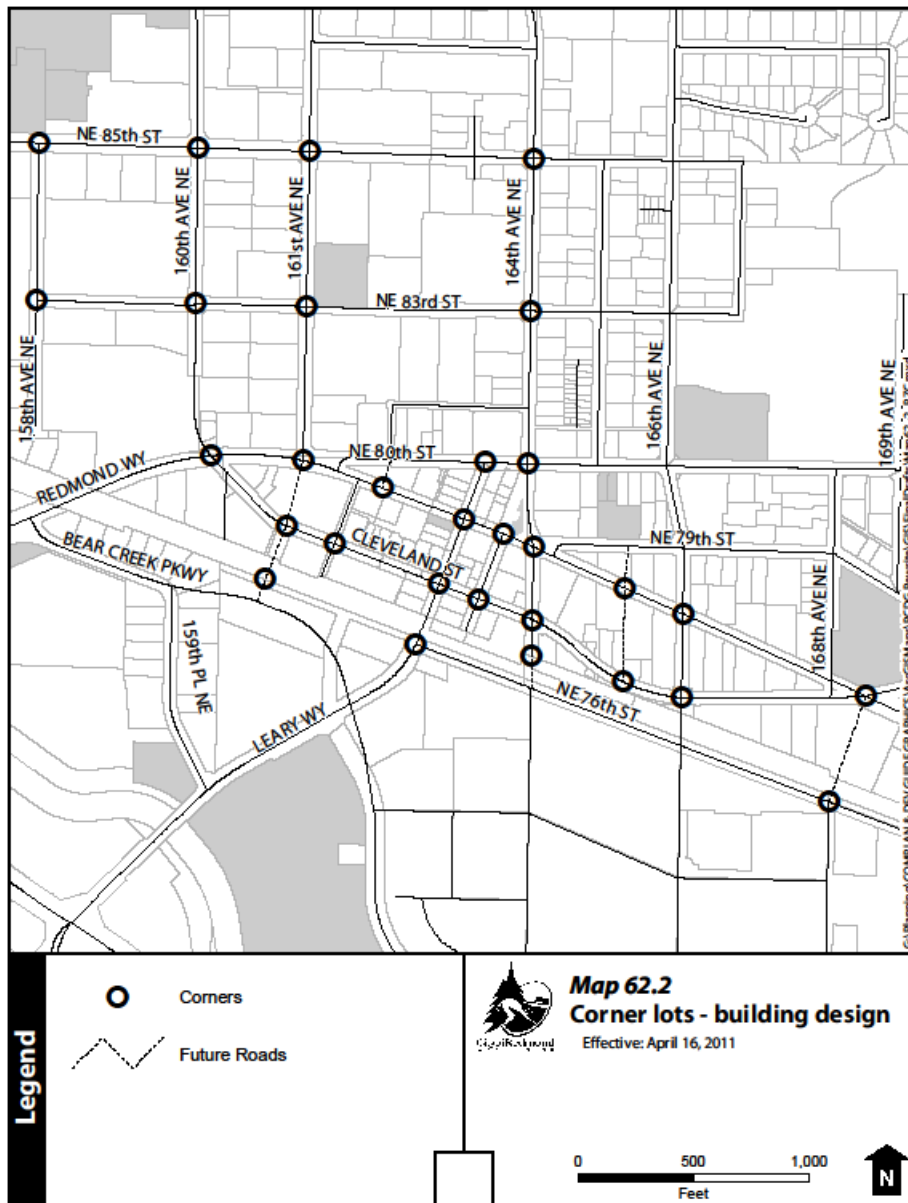 NE 85th ST
160th AVE NE
161st AVE NE
164th AVE NE
NE 83rd ST
158th AVE NE
166th AVE NE
169th AVE NE
REDMOND WY
NE 80th ST
BEAR CREEK PKWY
CLEVELAND ST
NE 79th ST
168th AVE NE
159th PL NE
NE 76th ST
LEARY WY
Legend
Corners
Future Roads
Map 62.2
Corner lots - building design
Effective: April 16, 2011
0 500 1,000
Feet
N